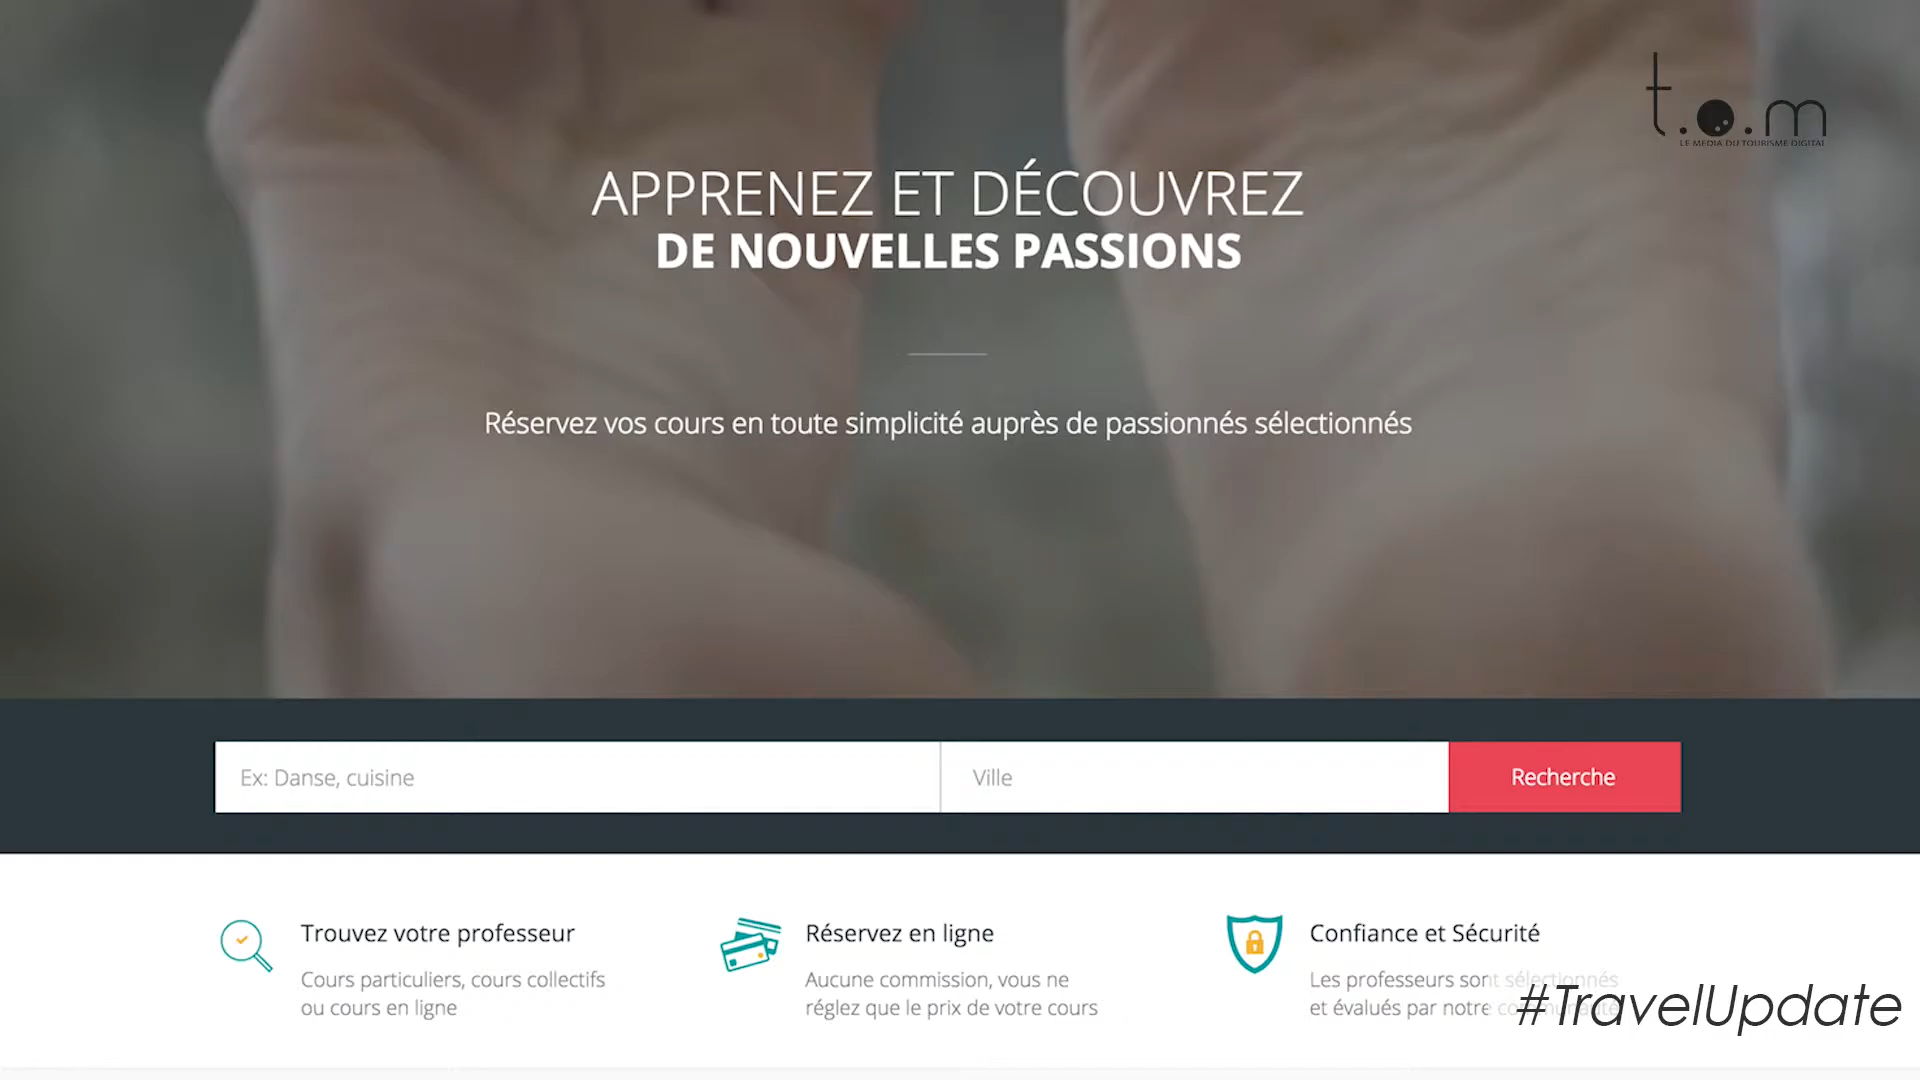 t.o.m
LE MEDIA DU TOURISME DIGITAL
APPRENEZ ET DÉCOUVREZ
DE NOUVELLES PASSIONS
Réservez vos cours en toute simplicité auprès de passionnés sélectionnés
Ex: Danse, cuisine
Ville
Recherche
Trouvez votre professeur
Cours particuliers, cours collectifs
ou cours en ligne
Réservez en ligne
Aucune commission, vous ne
réglez que le prix de votre cours
Confiance et Sécurité
Les professeurs sont sélectionnés
et évalués par notre
#TravelUpdate